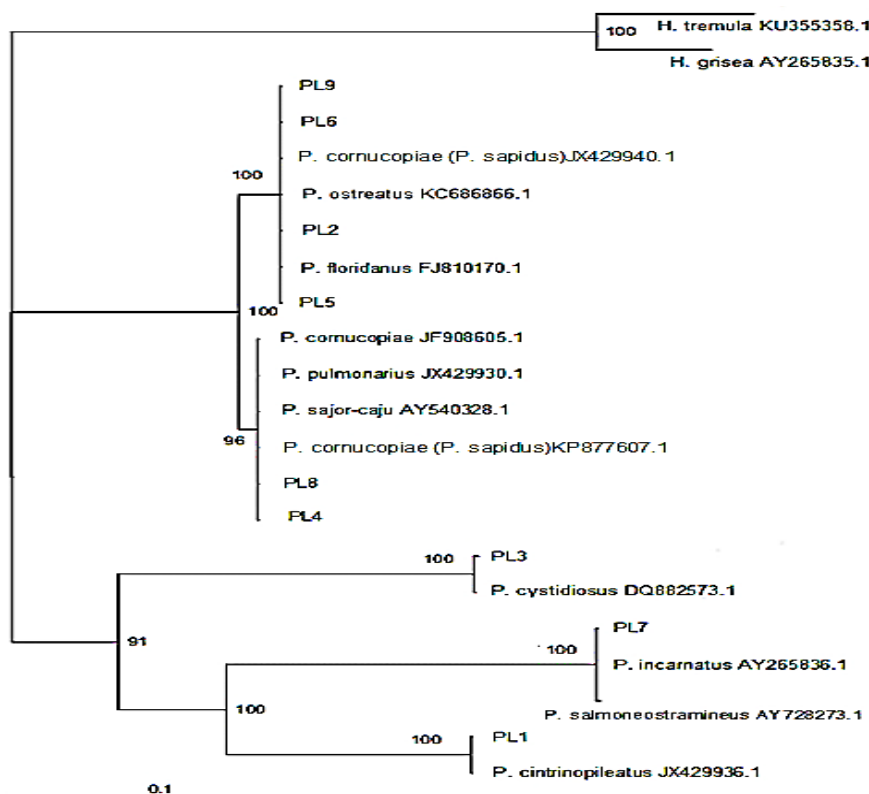 H. tremula KU355358.1
100
H. grisea AY265835.1
PL9
PL6
P. cornucopiae (P. sapidus)JX429940.1
100
P. ostreatus KC686866.1
PL2
P. floridanus FJ810170.1
PL5
100
P. cornucopiae JF908605.1
P. pulmonarius JX429930.1
P. sajor-caju AY540328.1
96
P. cornucopiae (P. sapidus)KP877607.1
PL8
PL4
100
PL3
P. cystidiosus DQ882573.1
91
PL7
100
P. incarnatus AY265836.1
100
P. salmoneostramineus AY728273.1
100
PL1
P. cintrinopileatus JX429936.1
0.1